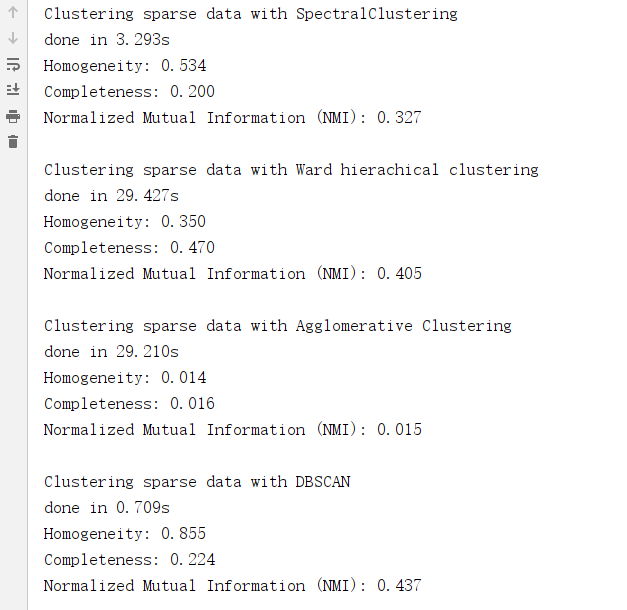 Clustering sparse data with SpectralClustering
done in 3.293s
Homogeneity: 0.534
Completeness: 0.200
Normalized Mutual Information (NMI): 0.327
Clustering sparse data with Ward hierachical clustering
done in 29.427s
Homogeneity: 0.350
Completeness: 0.470
Normalized Mutual Information (NMI): 0.405
Clustering sparse data with Agglomerative Clustering
done in 29.210s
Homogeneity: 0.014
Completeness: 0.016
Normalized Mutual Information (NMI): 0.015
Clustering sparse data with DBSCAN
done in 0.709s
Homogeneity: 0.855
Completeness: 0.224
Normalized Mutual Information (NMI): 0.437